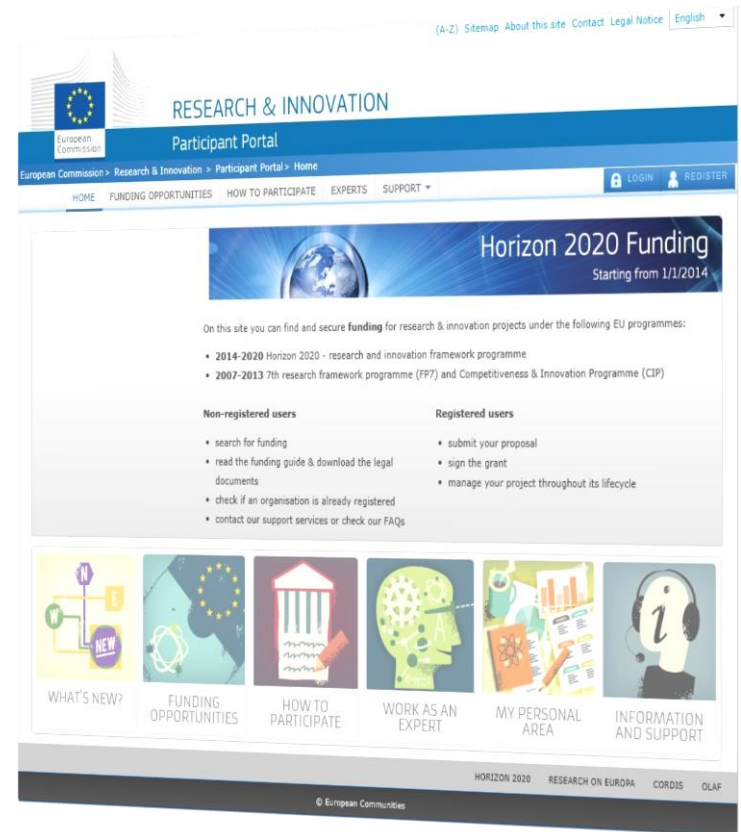 (A-Z) Sitemap About this site Contact Legal Notice English
RESEARCH & INNOVATION
European
Commission
Participant Portal
European Commission > Research & Innovation > Participant Portal > Home
HOME FUNDING OPPORTUNITIES HOW TO PARTICIPATE EXPERTS SUPPORT
LOGIN REGISTER
Horizon 2020 Funding
Starting from 1/1/2014
On this site you can find and secure funding for research & innovation projects under the following EU programmes:
• 2014-2020 Horizon 2020 - research and innovation framework programme
• 2007-2013 7th research framework programme (FP7) and Competitiveness & Innovation Programme (CIP)
Non-registered users
• search for funding
• read the funding guide & download the legal
documents
• check if an organisation is already registered
• contact our support services or check our FAQs
Registered users
• submit your proposal
• sign the grant
• manage your project throughout its lifecycle
N
W
E
NEW
A
i
WHAT'S NEW?
FUNDING
OPPORTUNITIES
HOW TO
PARTICIPATE
WORK AS AN
EXPERT
MY PERSONAL
AREA
INFORMATION
AND SUPPORT
HORIZON 2020 RESEARCH ON EUROPA CORDIS OLAF
© European Communities